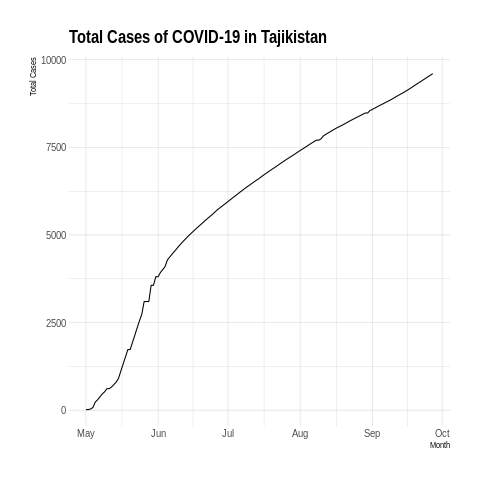 Total Cases of COVID-19 in Tajikistan
Total Cases
10000
7500
5000
2500
0
May Jun Jul Aug Sep Oct
Month